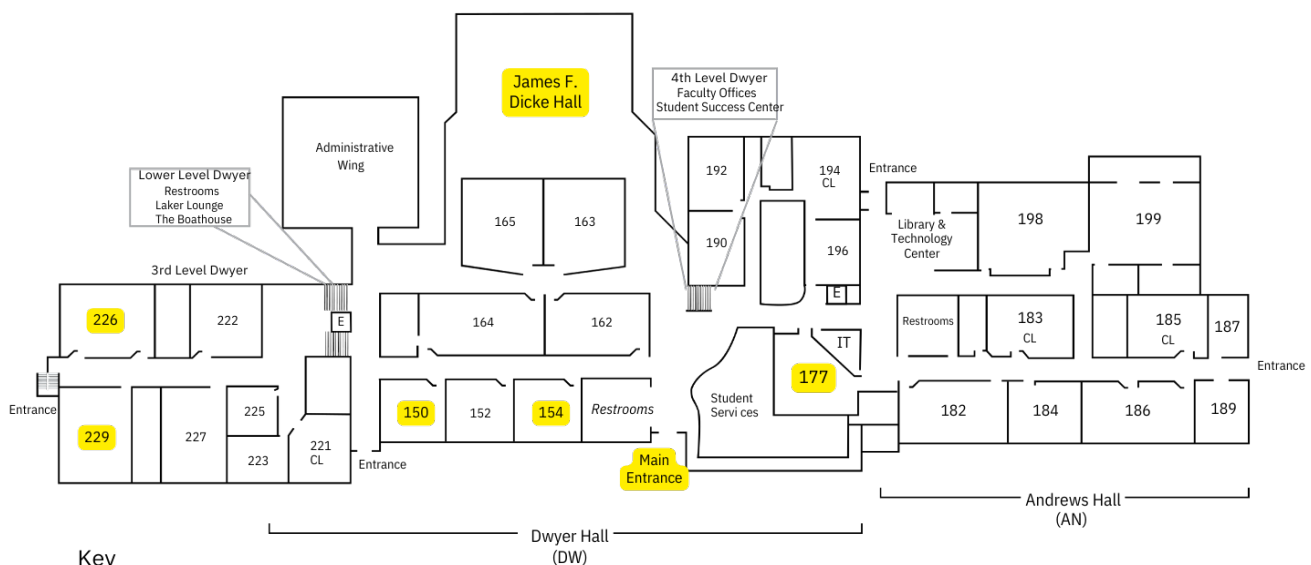 James F.
Dicke Hall
4th Level Dwyer
Faculty Offices
Student Success Center
Administrative
Wing
Lower Level Dwyer
Restrooms
Laker Lounge
The Boathouse
192
194
CL
Entrance
165
163
190
196
Library &
Technology
Center
198
199
3rd Level Dwyer
226
222
E
164
162
E
IT
Restrooms
183
CL
185
CL
187
Entrance
177
Entrance
229
227
225
223
221
CL
Entrance
150
152
154
Restrooms
Student
Services
182
184
186
189
Main
Entrance
Andrews Hall
(AN)
Dwyer Hall
(DW)
Key